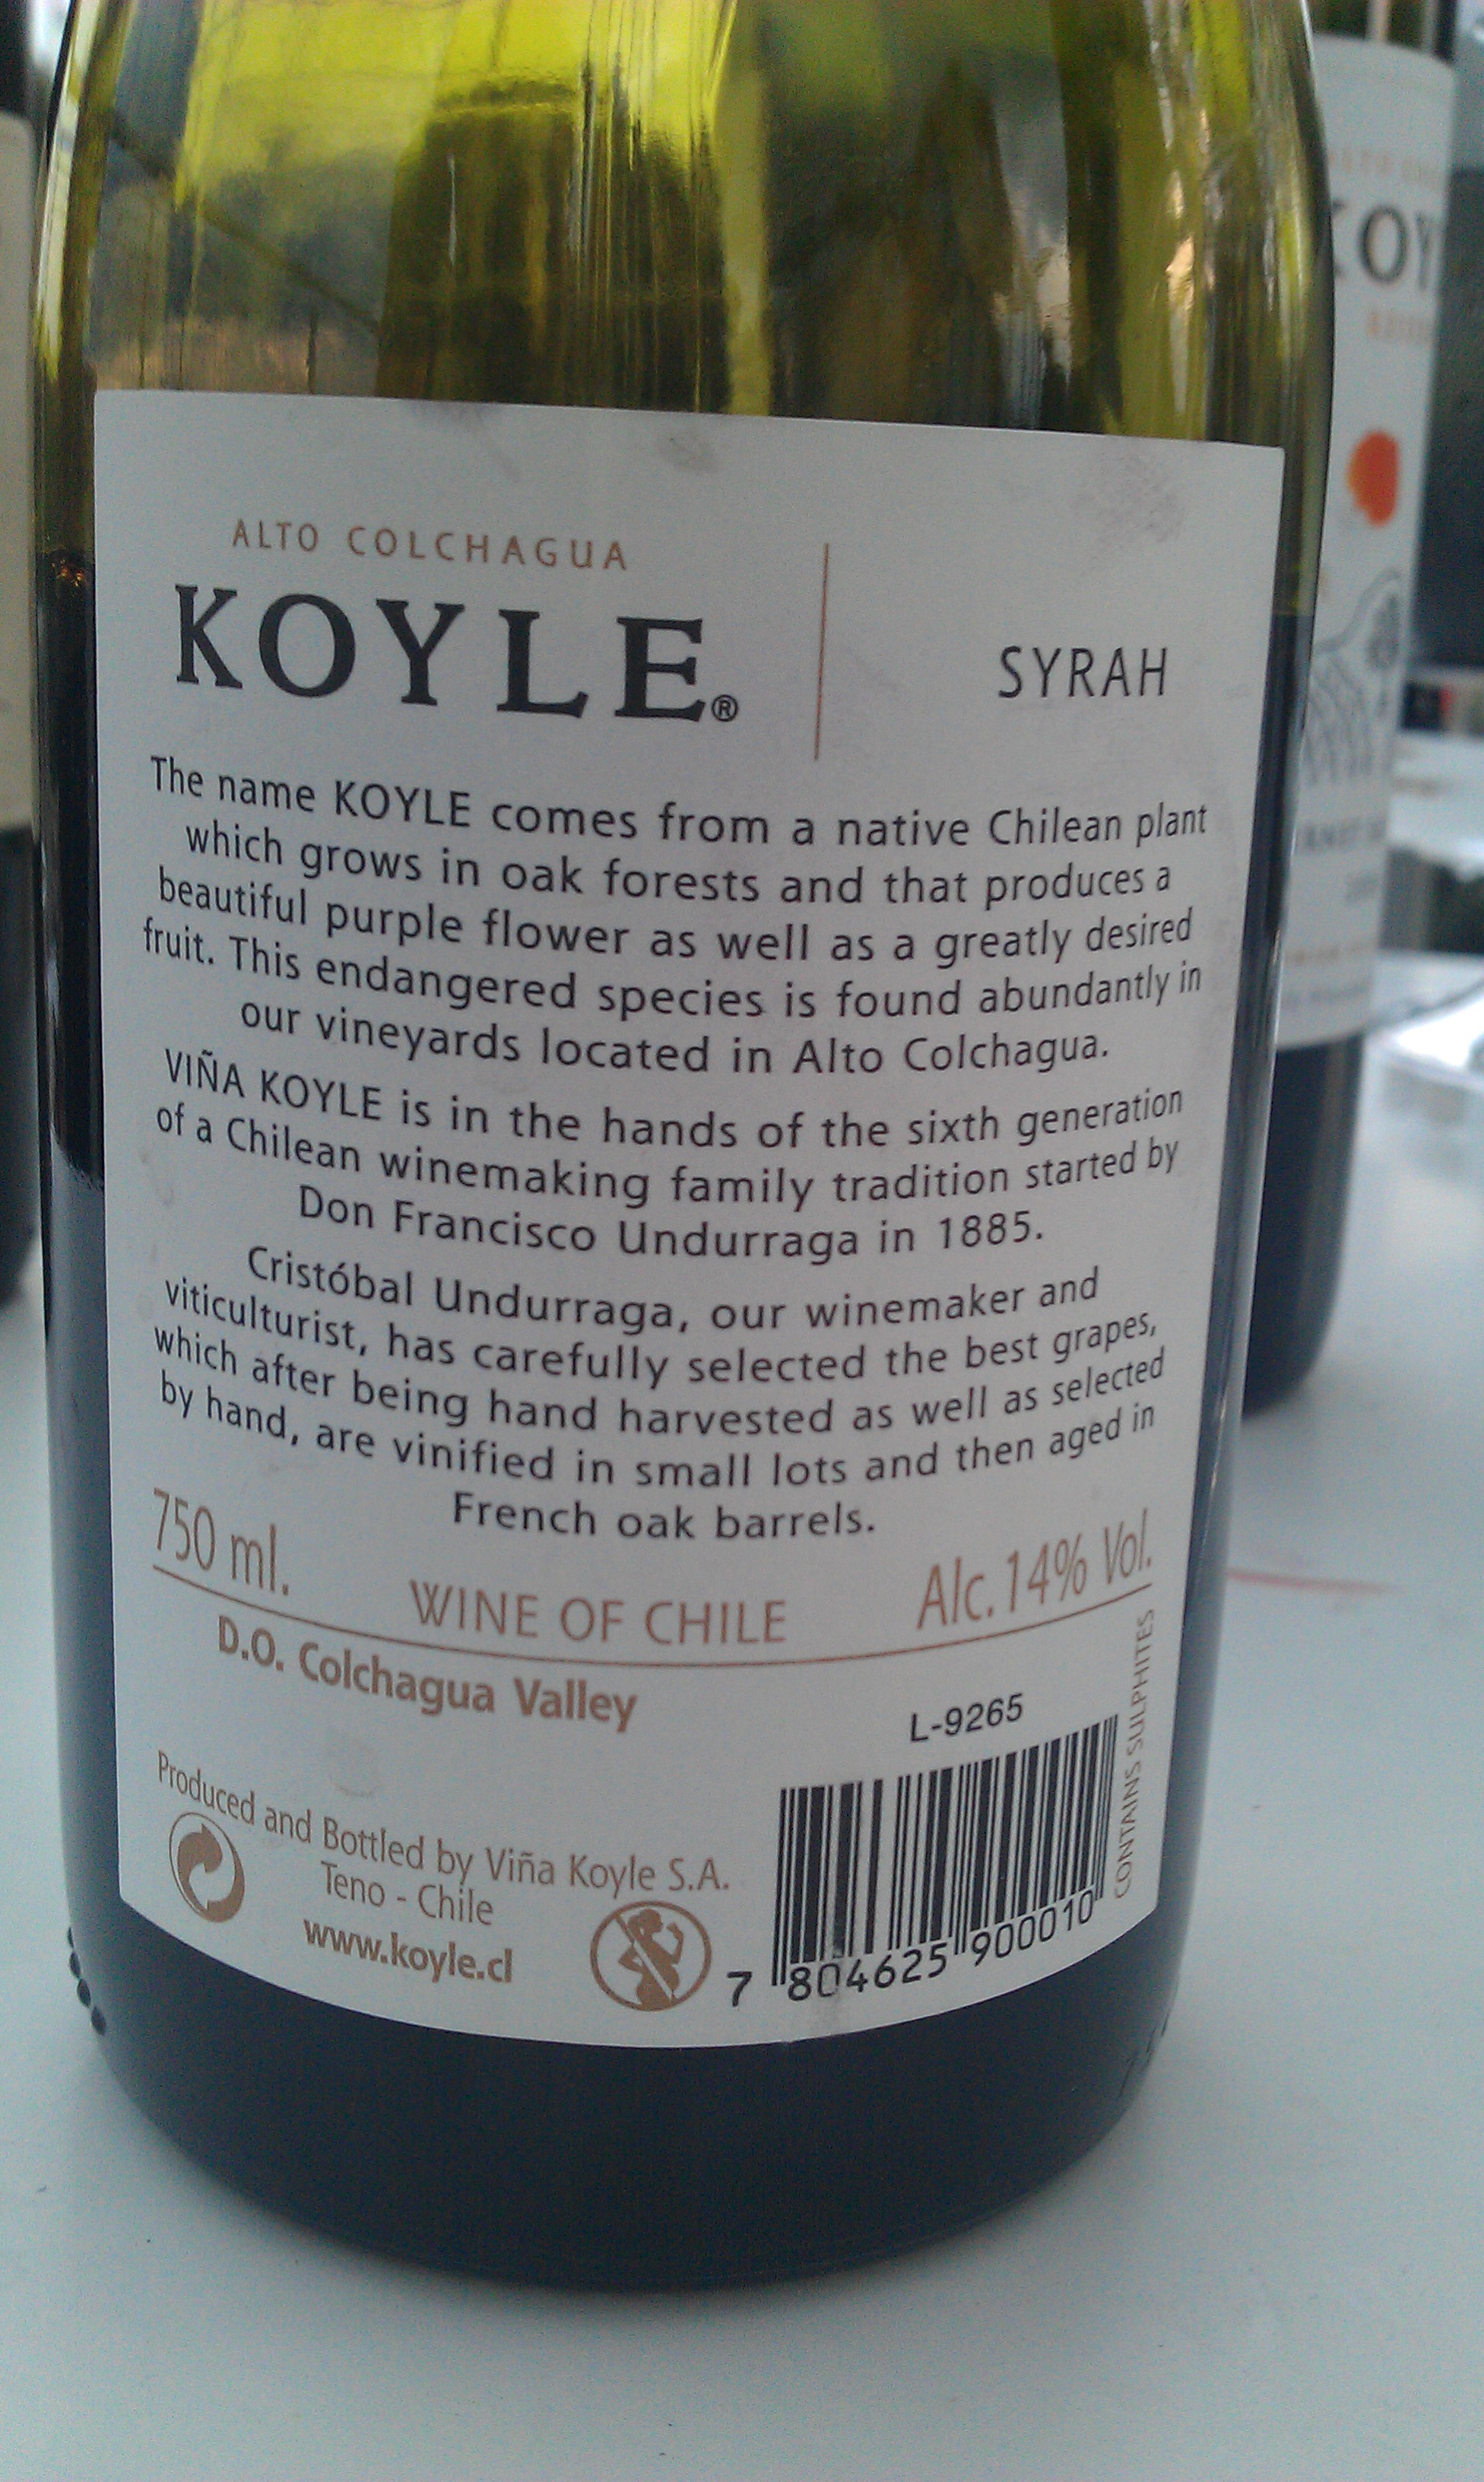 ALTO COLCHAGUA
KOYLE®
SYRAH
The name KOYLE comes from a native Chilean plant
which grows in oak forests and that produces a
beautiful purple flower as well as a greatly desired
fruit. This endangered species is found abundantly in
our vineyards located in Alto Colchagua.
VIÑA KOYLE is in the hands of the sixth generation
of a Chilean winemaking family tradition started by
Don Francisco Undurraga in 1885.
Cristóbal Undurraga, our winemaker and
viticulturist, has carefully selected the best grapes,
which after being hand harvested as well as selected
by hand, are vinified in small lots and then aged in
French oak barrels.
750 ml.
WINE OF CHILE
Alc. 14% Vol.
D.O. Colchagua Valley
L-9265
CONTAINS SULPHITES
Produced and Bottled by Viña Koyle S.A.
Teno - Chile
www.koyle.cl
7 804625 900010
KOY